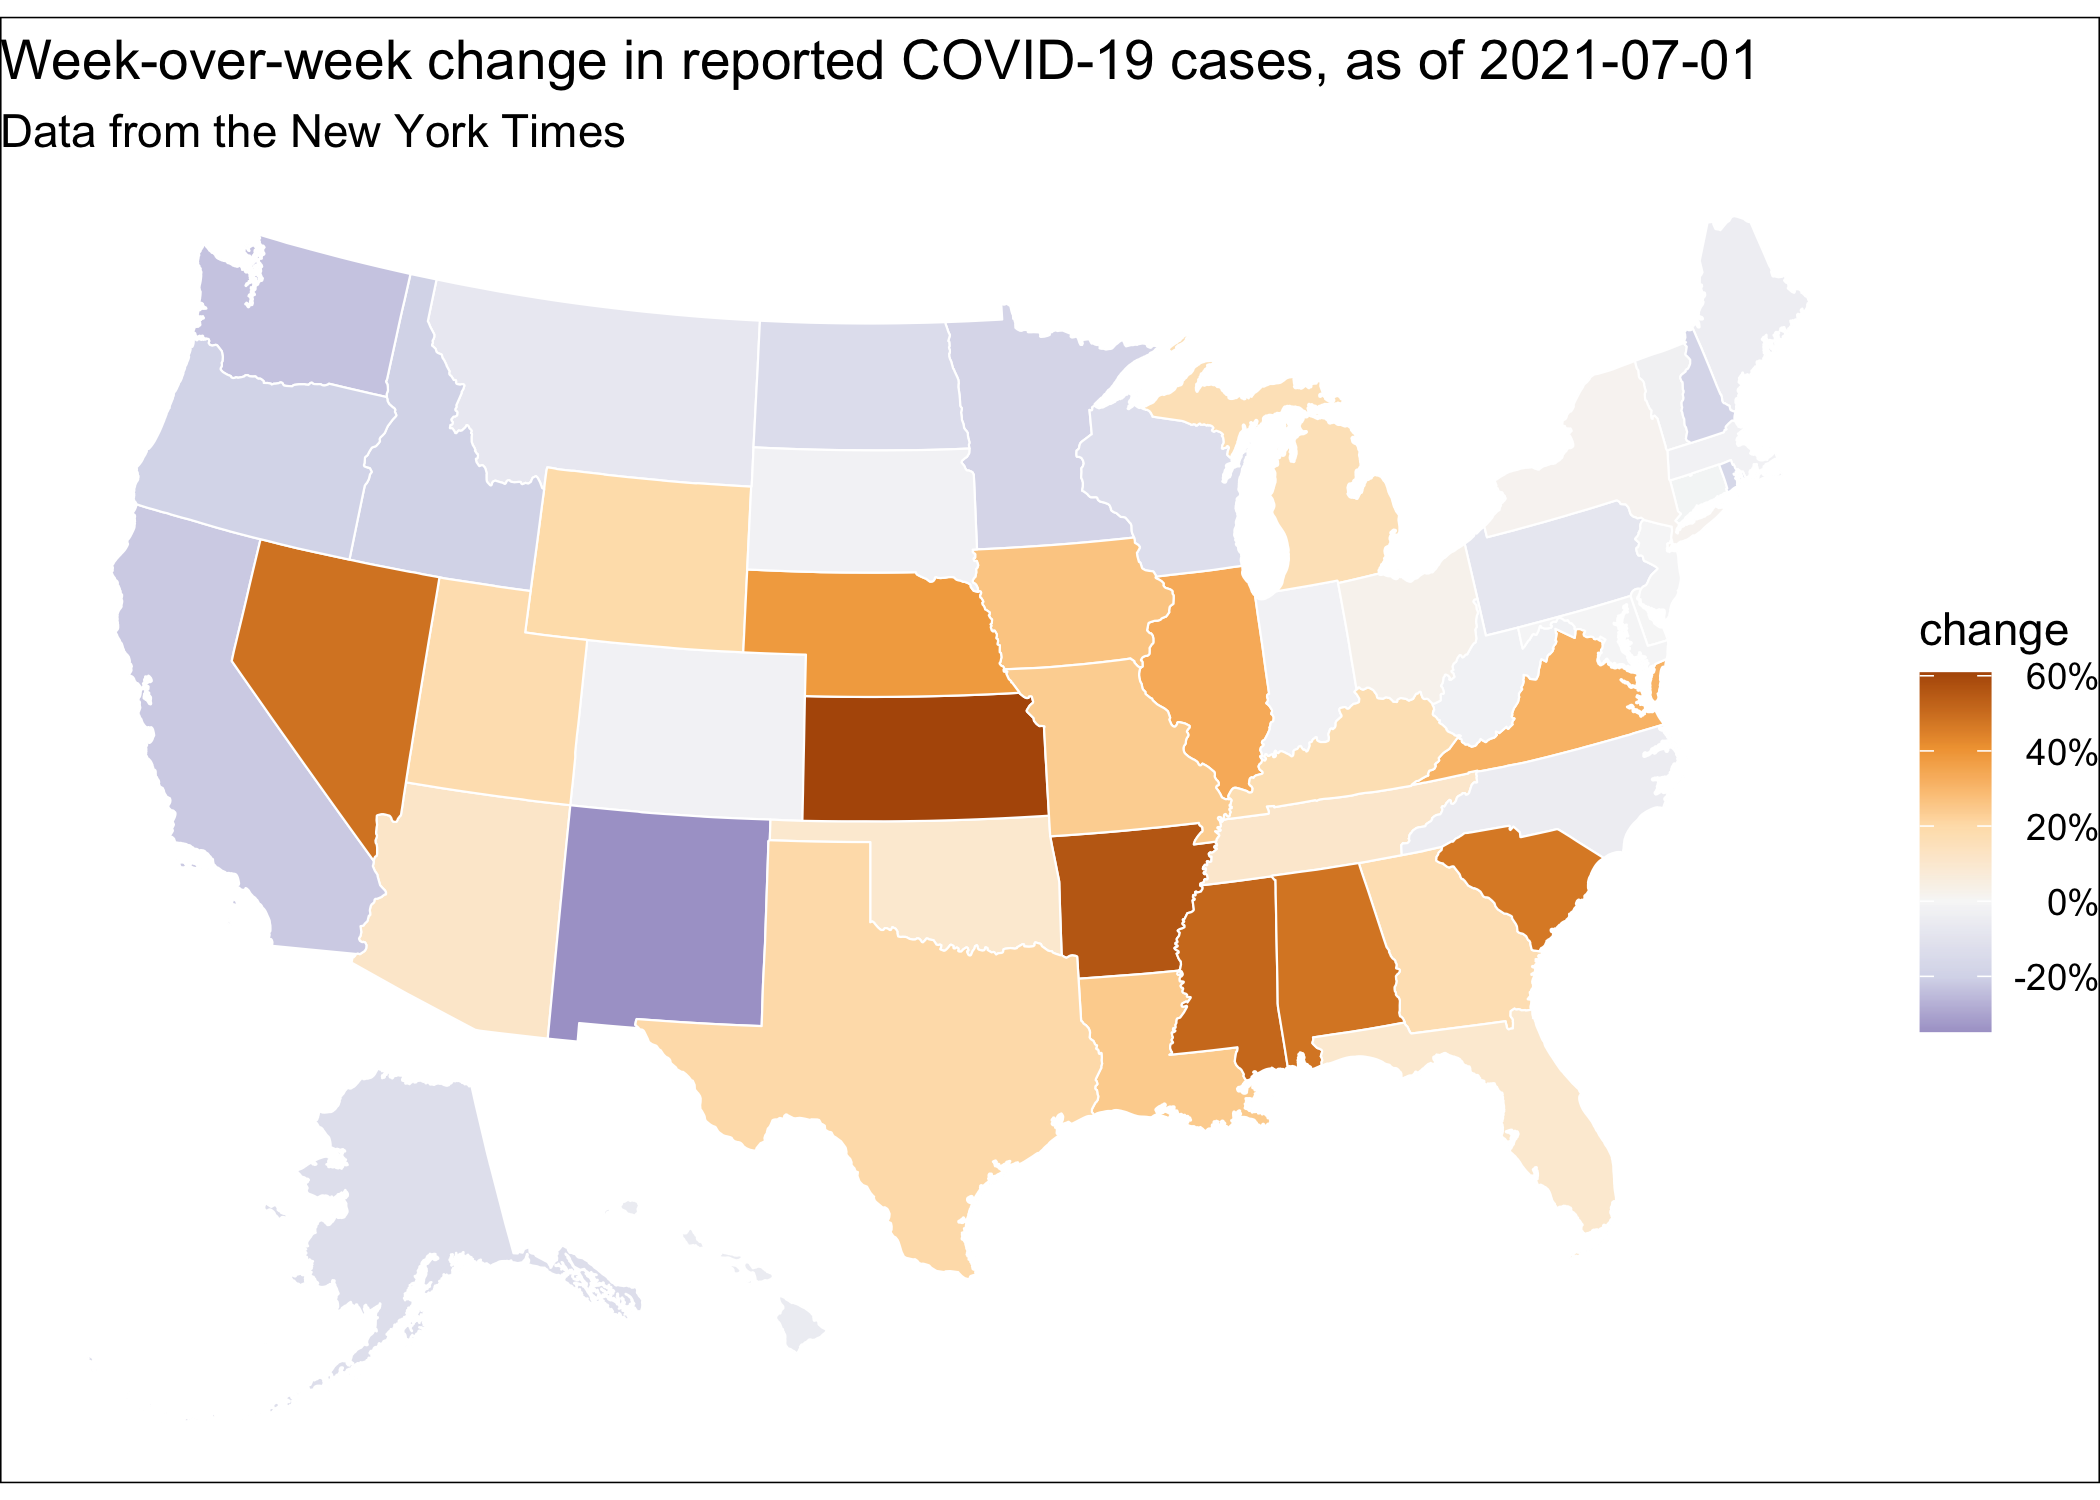 Week-over-week change in reported COVID-19 cases, as of 2021-07-01
Data from the New York Times
change
60%
40%
20%
0%
-20%